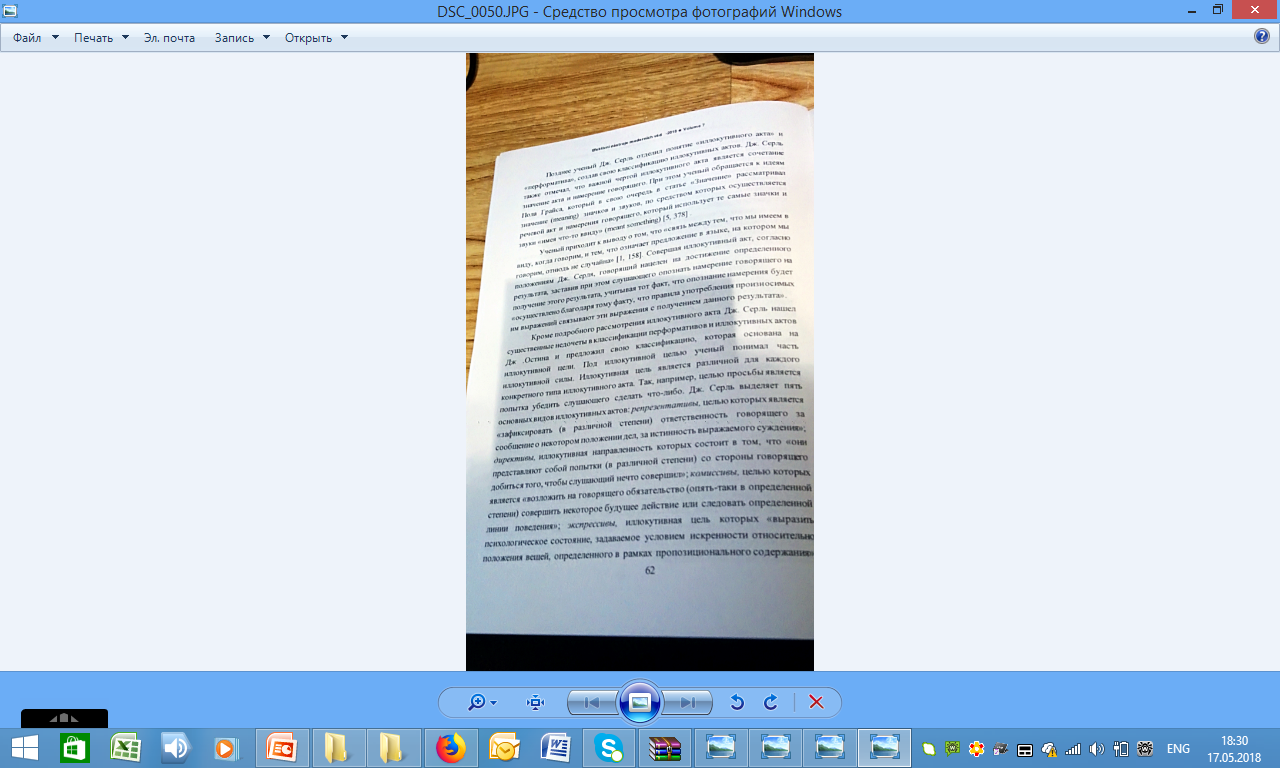 DSC_0050.JPG - Средство просмотра фотографий Windows
Файл Печать Эл. почта Запись Открыть
2018 Volume 7
Позднее ученый Дж. Серль отделил понятие «иллокутивного акта» и
«перформатива», создав свою классификацию иллокутивных актов. Дж. Серль
также отмечал, что важной чертой иллокутивного акта является сочетание
значение акта и намерение говорящего. При этом ученый обращается к идеям
Пола Грайса, который в свою очередь в статье «Значение» рассматривал
значение (meaning) значков и звуков, по средством которых осуществляется
речевой акт и намерения говорящего, который использует те самые значки и
звуки «имея что-то ввиду» (meant something) [5, 378]
Ученый приходит к выводу о том, что «связь между тем, что мы имеем в
виду, когда говорим, и тем, что означает предложение в языке, на котором мы
говорим, отнюдь не случайна» [1, 158]. Совершая иллокутивный акт, согласно
положениям Дж. Серля, говорящий нацелен на достижение определенного
результата, заставив при этом слушающего опознать намерение говорящего на
получение этого результата, учитывая тот факт, что опознание намерения будет
«осуществлено благодаря тому факту, что правила употребления произносимых
им выражений связывают эти выражения с получением данного результата».
Кроме подробного рассмотрения иллокутивного акта Дж. Серль нашел
существенные недочеты в классификации перформативов и иллокутивных актов
Дж .Остина и предложил свою классификацию, которая основана на
иллокутивной цели. Под иллокутивной целью ученый понимал часть
иллокутивной силы. Иллокутивная цель является различной для каждого
конкретного типа иллокутивного акта. Так, например, целью просьбы является
попытка убедить слушающего сделать что-либо. Дж. Серль выделяет пять
основных видов иллокутивных актов: репрезентативы, целью которых является
«зафиксировать (в различной степени) ответственность говорящего за
сообщение о некотором положении дел, за истинность выражаемого суждения»;
директивы, иллокутивная направленность которых состоит в том, что «они
представляют собой попытки (в различной степени) со стороны говорящего
добиться того, чтобы слушающий нечто совершил»; комиссивы, целью которых
является «возложить на говорящего обязательство (опять-таки в определенной
степени) совершить некоторое будущее действие или следовать определенной
линии поведения»; экспрессивы, иллокутивная цель которых «выразить
психологическое состояние, задаваемое условием искренности относительно
положения вещей, определенного в рамках пропозиционального содержания»
62
ENG
18:30
17.05.2018